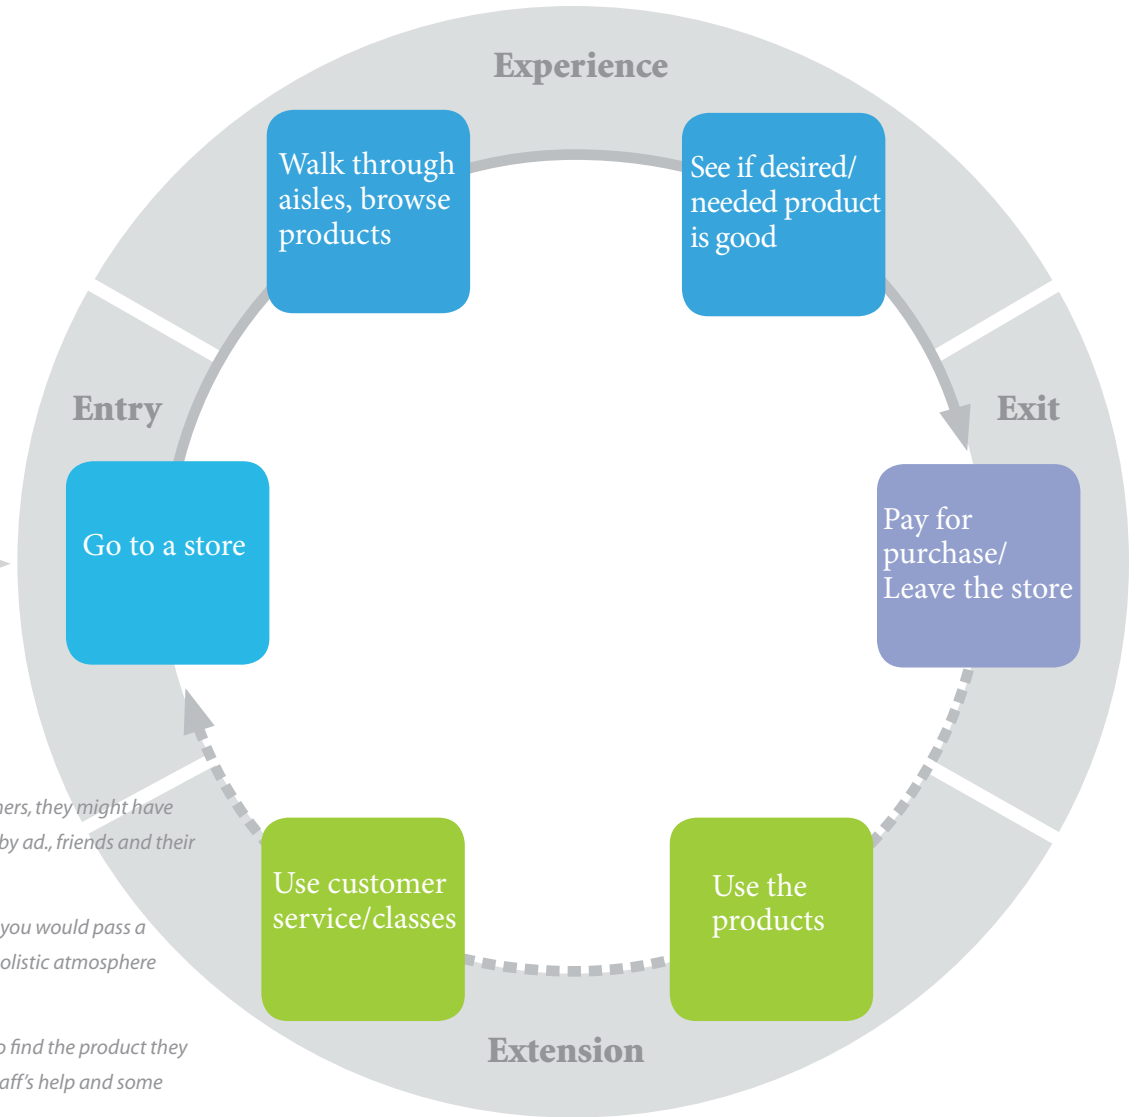 Experience
Walk through
aisles, browse
products
See if desired/
needed product
is good
Entry
Exit
Go to a store
Pay for
purchase/
Leave the store
ners, they might have
by ad., friends and their
Use customer
service/classes
Use the
products
you would pass a
olistic atmosphere
Extension
o find the product they
aff's help and some